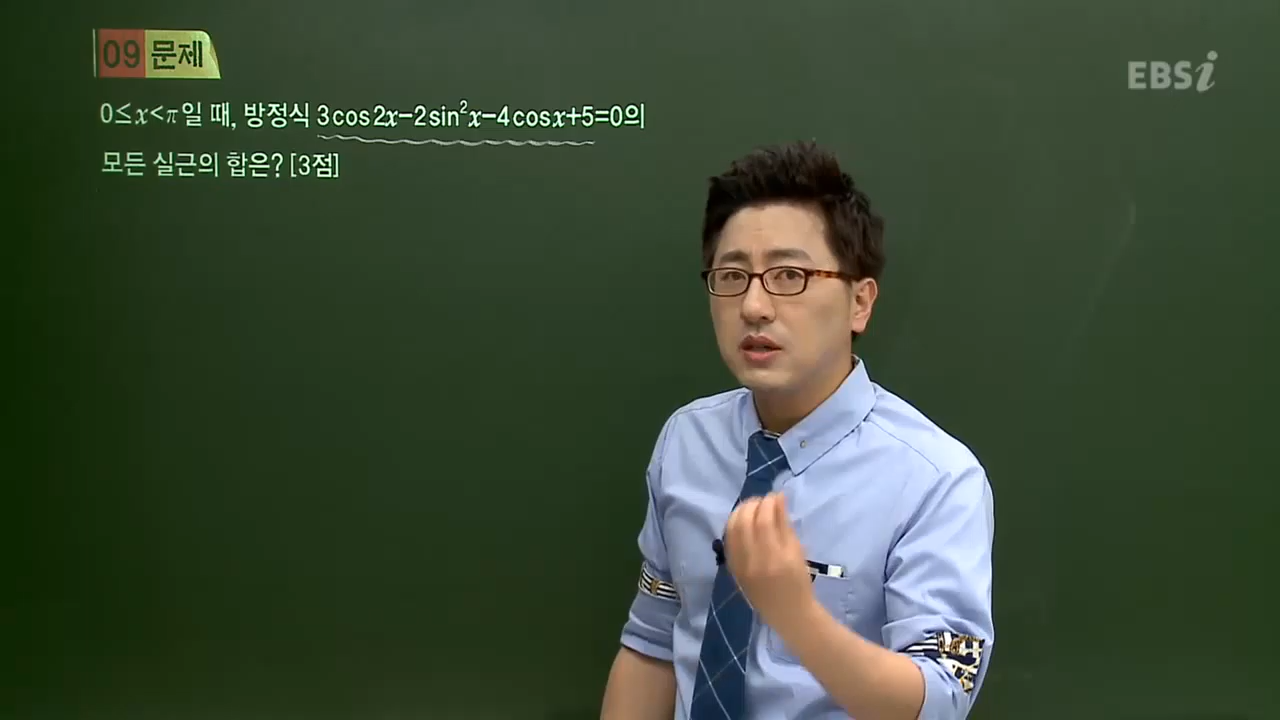 09 문제
EBSi
0≤x<π일 때, 방정식 3cos2x−2sin²x−4cosx+5=0의
모든 실근의 합은? [3점]